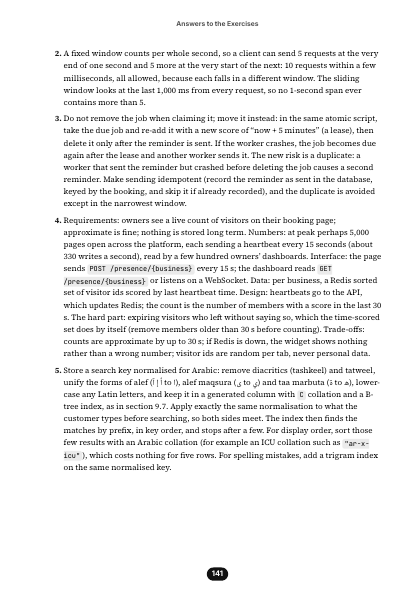 Answers to the Exercises
2. A fixed window counts per whole second, so a client can send 5 requests at the very
end of one second and 5 more at the very start of the next: 10 requests within a few
milliseconds, all allowed, because each falls in a different window. The sliding
window looks at the last 1,000 ms from every request, so no 1-second span ever
contains more than 5.
3. Do not remove the job when claiming it; move it instead: in the same atomic script,
take the due job and re-add it with a new score of “now + 5 minutes” (a lease), then
delete it only after the reminder is sent. If the worker crashes, the job becomes due
again after the lease and another worker sends it. The new risk is a duplicate: a
worker that sent the reminder but crashed before deleting the job causes a second
reminder. Make sending idempotent (record the reminder as sent in the database,
keyed by the booking, and skip it if already recorded), and the duplicate is avoided
except in the narrowest window.
4. Requirements: owners see a live count of visitors on their booking page;
approximate is fine; nothing is stored long term. Numbers: at peak perhaps 5,000
pages open across the platform, each sending a heartbeat every 15 seconds (about
330 writes a second), read by a few hundred owners’ dashboards. Interface: the page
sends POST /presence/{business} every 15 s; the dashboard reads GET
/presence/{business} or listens on a WebSocket. Data: per business, a Redis sorted
set of visitor ids scored by last heartbeat time. Design: heartbeats go to the API,
which updates Redis; the count is the number of members with a score in the last 30
s. The hard part: expiring visitors who left without saying so, which the time-scored
set does by itself (remove members older than 30 s before counting). Trade-offs:
counts are approximate by up to 30 s; if Redis is down, the widget shows nothing
rather than a wrong number; visitor ids are random per tab, never personal data.
5. Store a search key normalised for Arabic: remove diacritics (tashkeel) and tatweel,
unify the forms of alef (أ إ آ to ا), alef maqsura (ى to ي) and taa marbuta (ة to ه), lower-
case any Latin letters, and keep it in a generated column with C collation and a B-
tree index, as in section 9.7. Apply exactly the same normalisation to what the
customer types before searching, so both sides meet. The index then finds the
matches by prefix, in key order, and stops after a few. For display order, sort those
few results with an Arabic collation (for example an ICU collation such as "ar-x-
icu" ), which costs nothing for five rows. For spelling mistakes, add a trigram index
on the same normalised key.
141